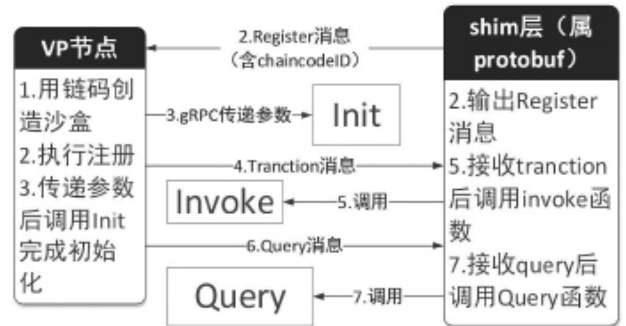 VP节点
1.用链码创
造沙盒
2.执行注册
3.传递参数
后调用Init
完成初始
化
2.Register消息
（含chaincodeID）
3.gRPC传递参数
Init
4.Tranction消息
Invoke
5.调用
6.Query消息
Query
7.调用
shim层（属
protobuf）
2.输出Register
消息
5.接收tranction
后调用invoke函
数
7.接收query后
调用Query函数